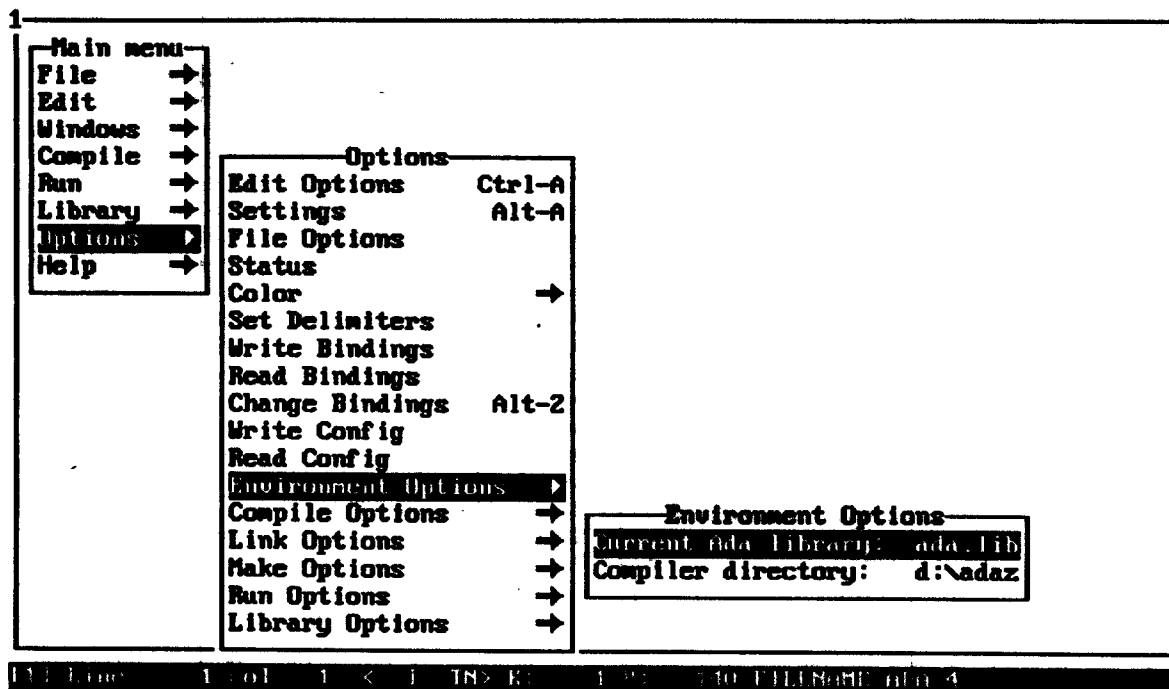 1
Main menu
File
Edit
Windows
Compile
Run
Library
Options
Help
Options
Edit Options Ctrl-A
Settings Alt-A
File Options
Status
Color
Set Delimiters
Write Bindings
Read Bindings
Change Bindings Alt-Z
Write Config
Read Config
Environment Options
Compile Options
Link Options
Make Options
Run Options
Library Options
Environment Options
Current Ada library: ada.lib
Compiler directory: d:\adaz
Line 1 Col 1 < FILENAME